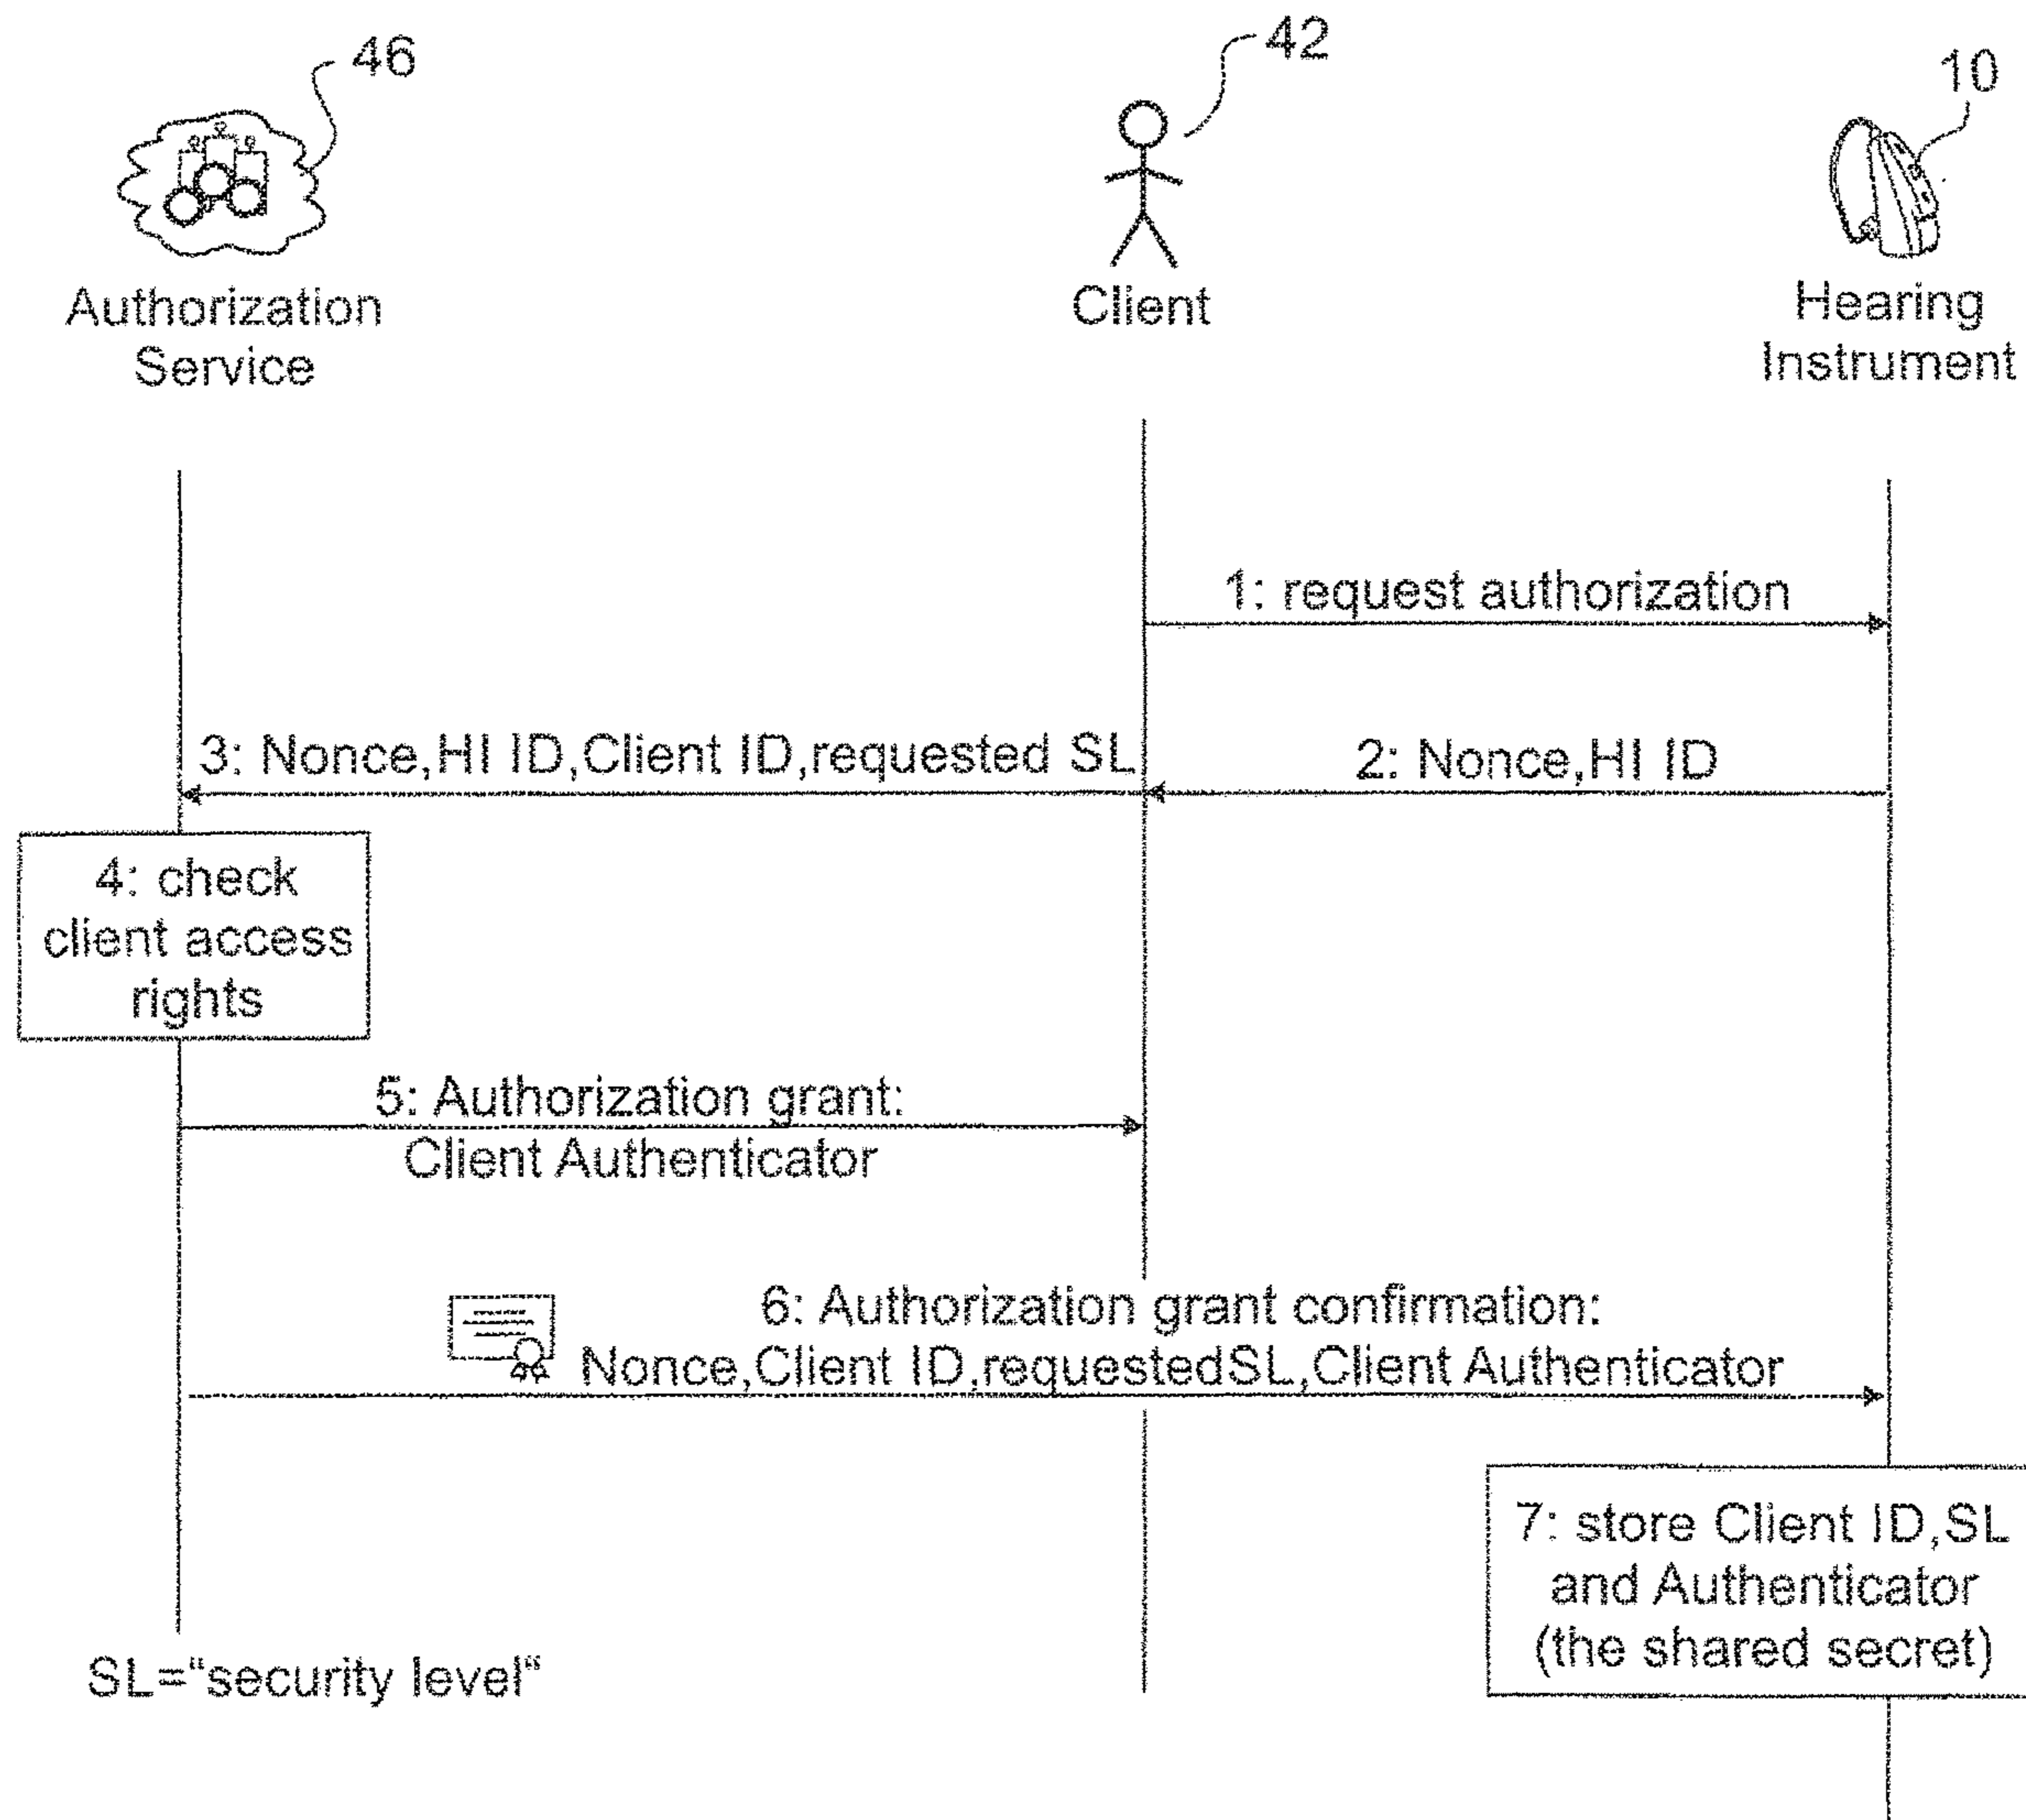 46
42
10
Authorization
Service
Client
Hearing
Instrument
1: request authorization
3: Nonce,HI ID,Client ID,requested SL
2: Nonce,HI ID
4: check
client access
rights
5: Authorization grant:
Client Authenticator
6: Authorization grant confirmation:
Nonce,Client ID,requestedSL,Client Authenticator
7: store Client ID,SL
and Authenticator
(the shared secret)
SL=“security level“